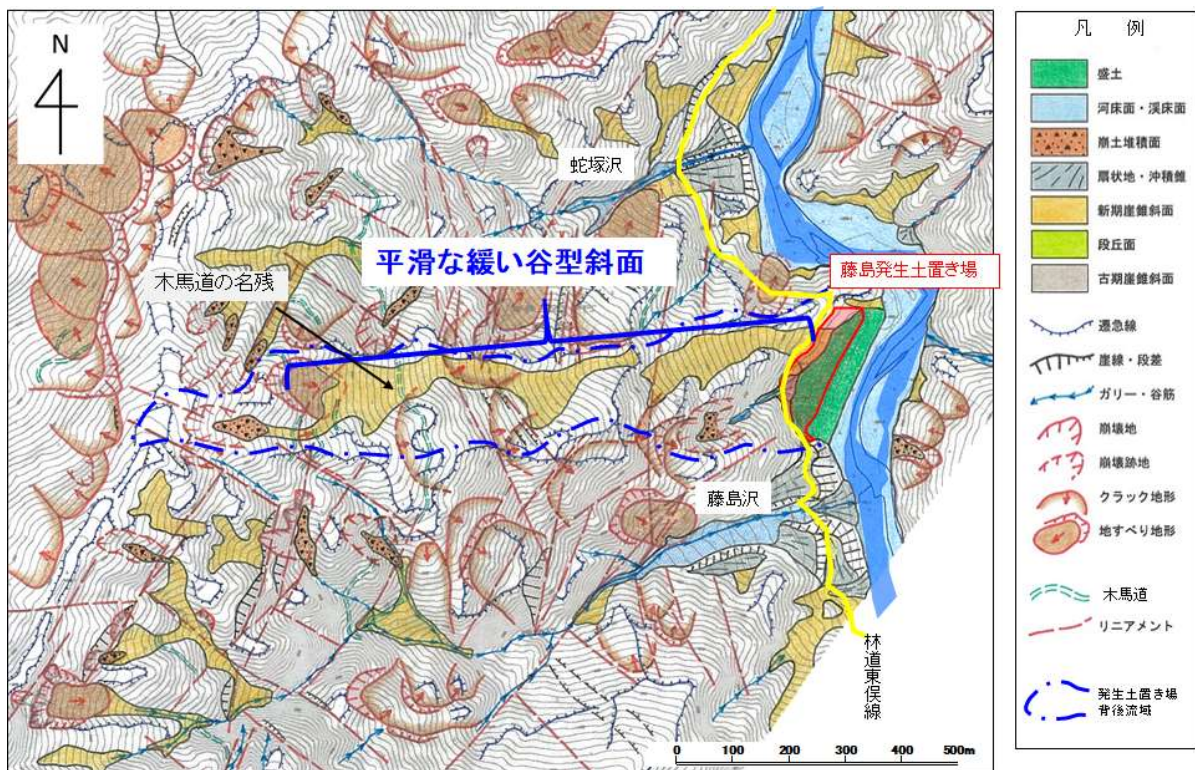 N
蛇塚沢
平滑な緩い谷型斜面
木馬道の名残
藤島発生土置き場
藤島沢
林道東俣線
0 100 200 300 400 500m
凡 例
盛土
河床面・渓床面
崩土堆積面
扇状地・沖積錐
新期崖錐斜面
段丘面
古期崖錐斜面
遷急線
崖線・段差
ガリー・谷筋
崩壊地
崩壊跡地
クラック地形
地すべり地形
木馬道
リニアメント
発生土置き場
背後流域